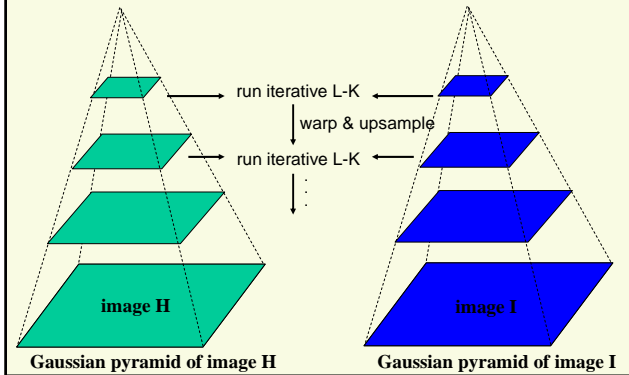 run iterative L-K
warp & upsample
run iterative L-K
.
.
.
image H
image I
Gaussian pyramid of image H
Gaussian pyramid of image I